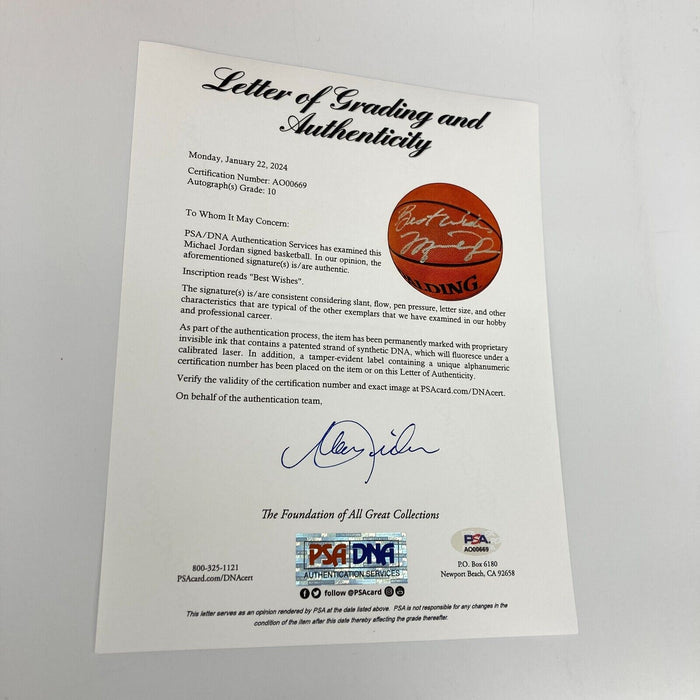 Letter of Grading and
Authenticity
Monday, January 22, 2024
Certification Number: AO00669
Autograph(s) Grade: 10
To Whom It May Concern:
PSA/DNA Authentication Services has examined this
Michael Jordan signed basketball. In our opinion, the
aforementioned signature(s) is/are authentic.
Inscription reads "Best Wishes".
Best Wishes
Michael Jordan
ALDING
The signature(s) is/are consistent considering slant, flow, pen pressure, letter size, and other
characteristics that are typical of the other exemplars that we have examined in our hobby
and professional career.
As part of the authentication process, the item has been permanently marked with proprietary
invisible ink that contains a patented strand of synthetic DNA, which will fluoresce under a
calibrated laser. In addition, a tamper-evident label containing a unique alphanumeric
certification number has been placed on the item or on this Letter of Authenticity.
Verify the validity of the certification number and exact image at PSAcard.com/DNAcert.
On behalf of the authentication team,
The Foundation of All Great Collections
800-325-1121
PSAcard.com/DNAcert
PSA DNA
AUTHENTICATION SERVICES
follow @PSAcard
PSA
AO00669
P.O. Box 6180
Newport Beach, CA 92658
This letter serves as an opinion rendered by PSA at the date listed above. PSA is not responsible for any changes in the
condition of the item after this date thereby affecting the grade thereafter.